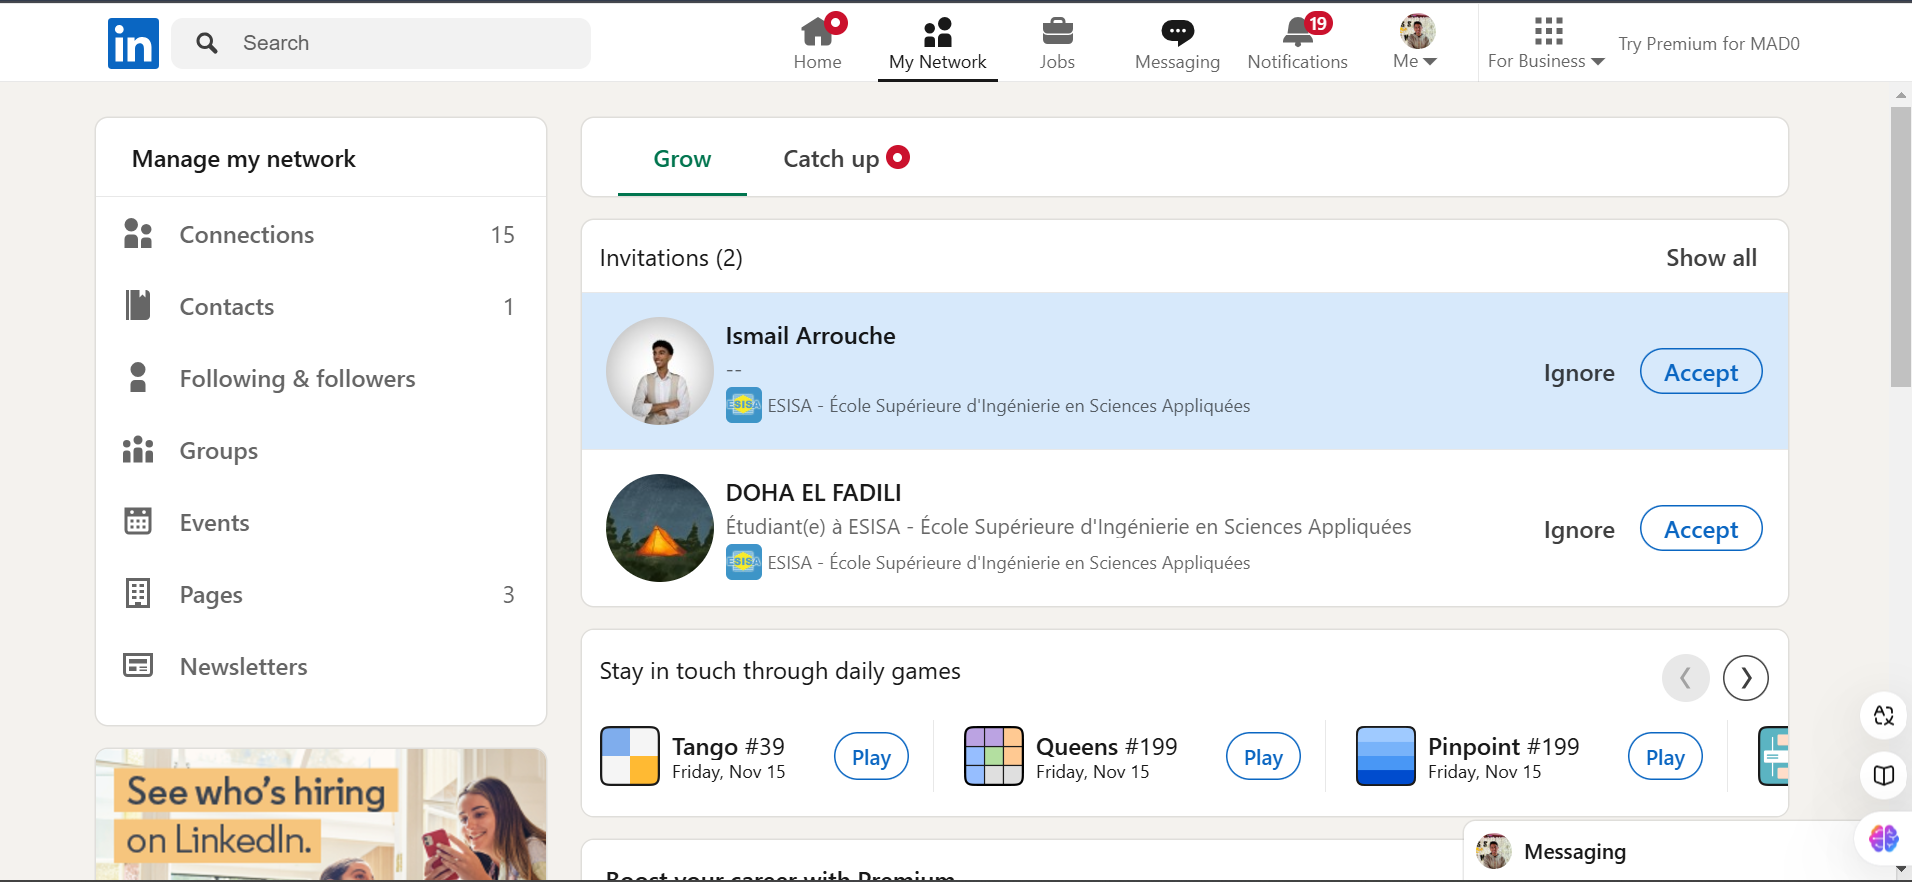 in
Search
Home
My Network
Jobs
Messaging
19
Notifications
Me
For Business
Try Premium for MAD0
Manage my network
Connections 15
Contacts 1
Following & followers
Groups
Events
Pages 3
Newsletters
See who's hiring
on LinkedIn.
Grow
Catch up
Invitations (2)
Show all
Ismail Arrouche
--
ESISA
ESISA - École Supérieure d'Ingénierie en Sciences Appliquées
Ignore
Accept
DOHA EL FADILI
Étudiant(e) à ESISA - École Supérieure d'Ingénierie en Sciences Appliquées
ESISA
ESISA - École Supérieure d'Ingénierie en Sciences Appliquées
Ignore
Accept
Stay in touch through daily games
Tango #39
Friday, Nov 15
Play
Queens #199
Friday, Nov 15
Play
Pinpoint #199
Friday, Nov 15
Play
Boost your career with Premium
Messaging